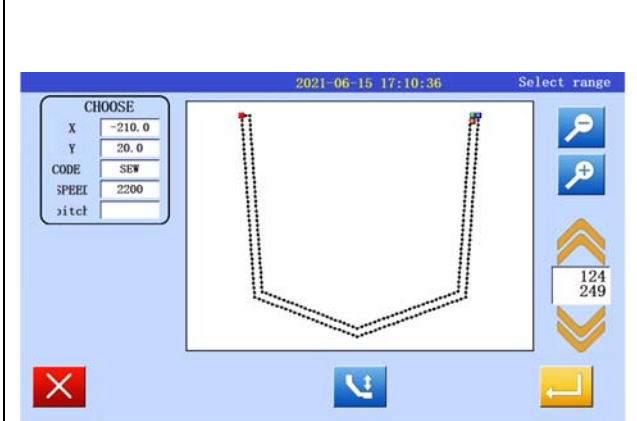 2021-06-15 17:10:36 Select range
CHOOSE
X -210.0
Y 20.0
CODE SEW
SPEED 2200
pitch
124
249